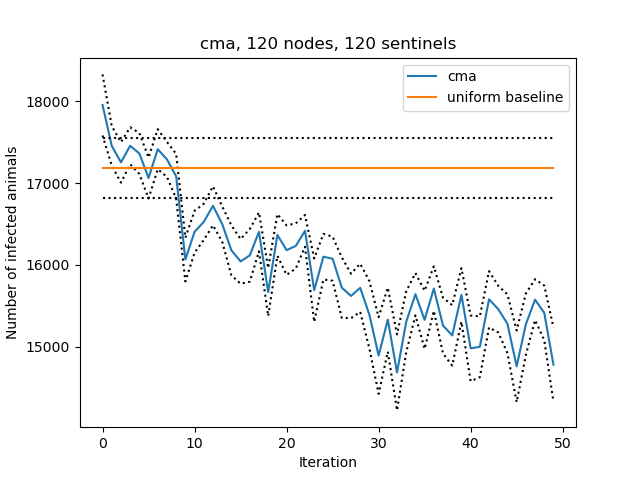 cma, 120 nodes, 120 sentinels
cma
uniform baseline
18000
17000
16000
15000
Number of infected animals
0 10 20 30 40 50
Iteration